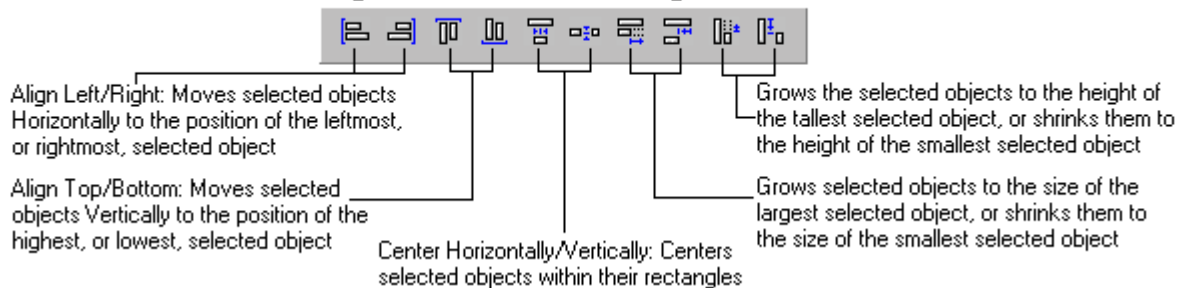 Align Left/Right: Moves selected objects
Horizontally to the position of the leftmost,
or rightmost, selected object
Align Top/Bottom: Moves selected
objects Vertically to the position of the
highest, or lowest, selected object
Center Horizontally/Vertically: Centers
selected objects within their rectangles
Grows the selected objects to the height of
the tallest selected object, or shrinks them to
the height of the smallest selected object
Grows selected objects to the size of the
largest selected object, or shrinks them to
the size of the smallest selected object